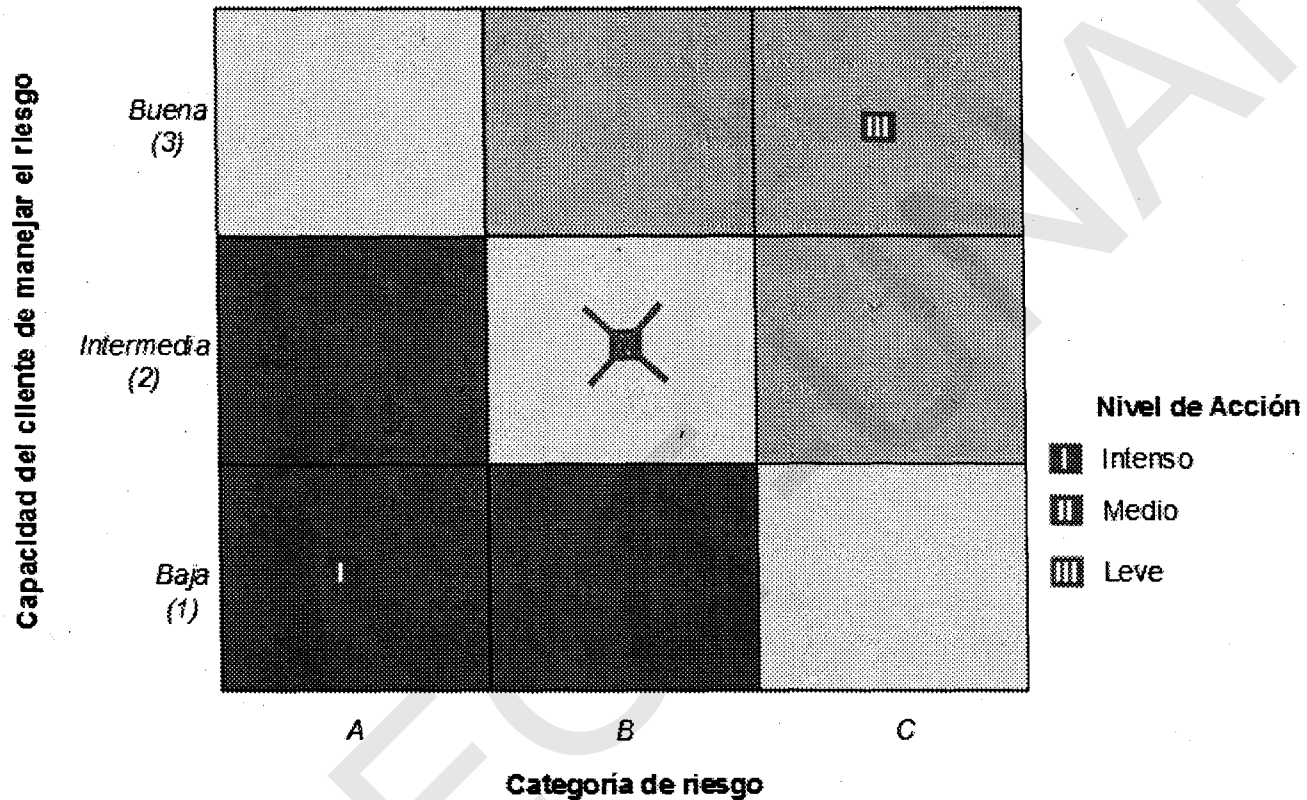 Capacidad del cliente de manejar el riesgo
Buena
(3)
III
Intermedia
(2)
Baja
(1)
I
A
B
C
Categoría de riesgo
Nivel de Acción
I Intenso
II Medio
III Leve